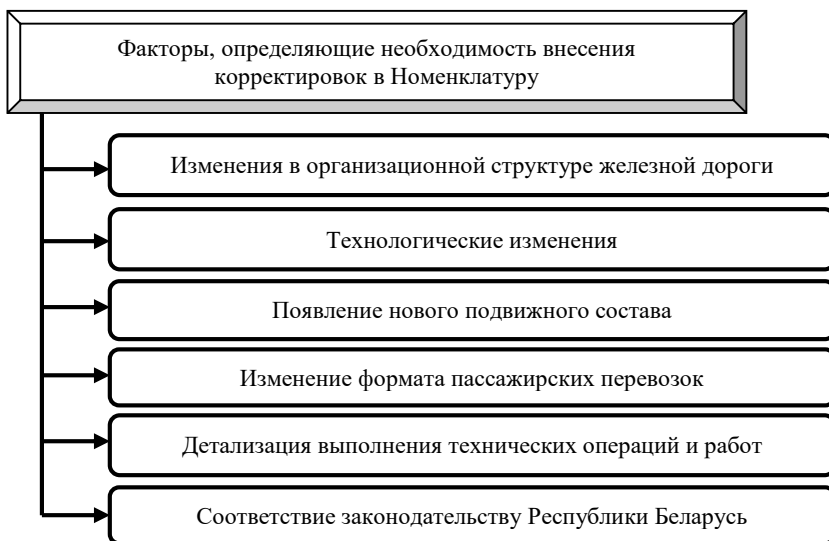 Факторы, определяющие необходимость внесения
корректировок в Номенклатуру
Изменения в организационной структуре железной дороги
Технологические изменения
Появление нового подвижного состава
Изменение формата пассажирских перевозок
Детализация выполнения технических операций и работ
Соответствие законодательству Республики Беларусь